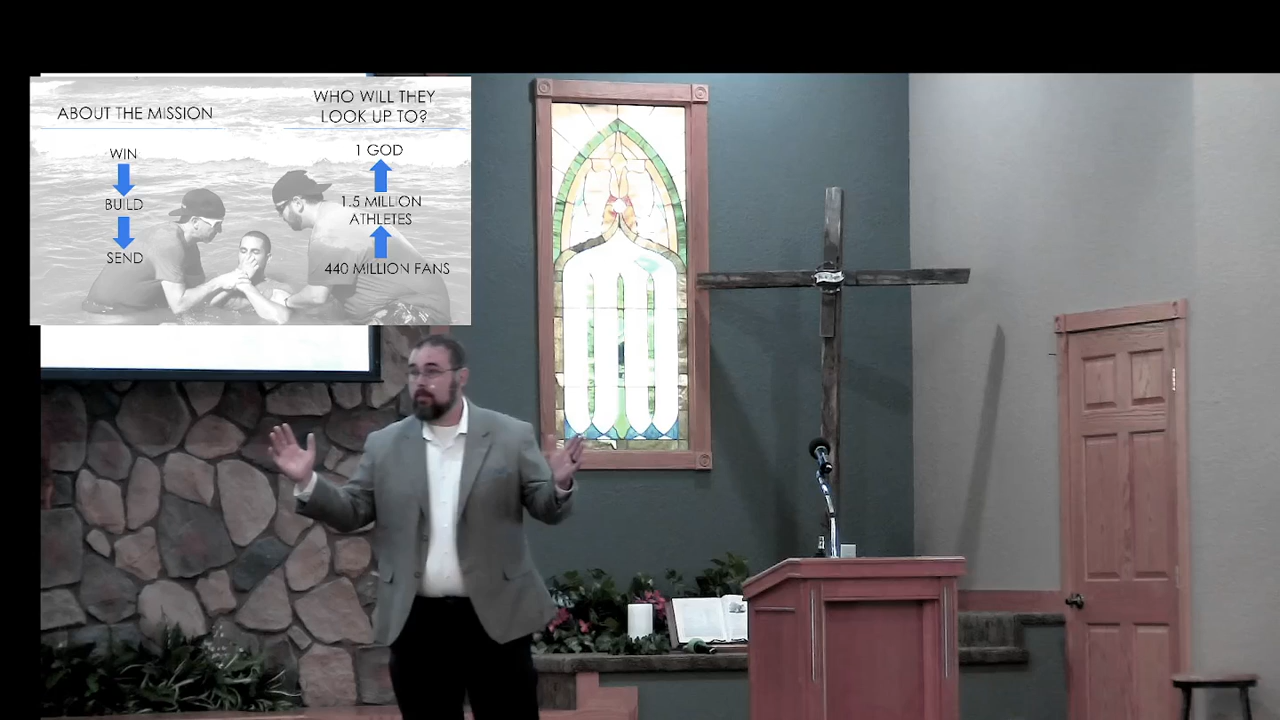 ABOUT THE MISSION
WIN
BUILD
SEND
WHO WILL THEY
LOOK UP TO?
1 GOD
1.5 MILLION
ATHLETES
440 MILLION FANS